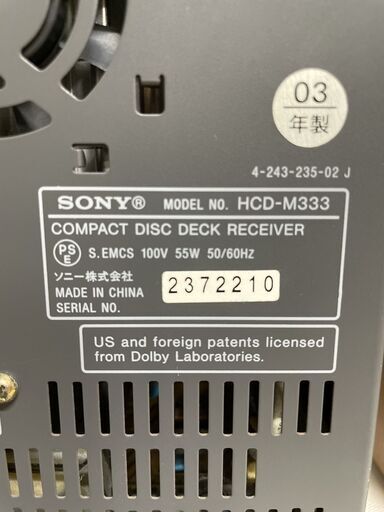 03
年製
4-243-235-02 J
SONY® MODEL NO. HCD-M333
COMPACT DISC DECK RECEIVER
PSE S.EMCS 100V 55W 50/60Hz
ソニー株式会社
MADE IN CHINA
SERIAL NO. 2372210
US and foreign patents licensed
from Dolby Laboratories.